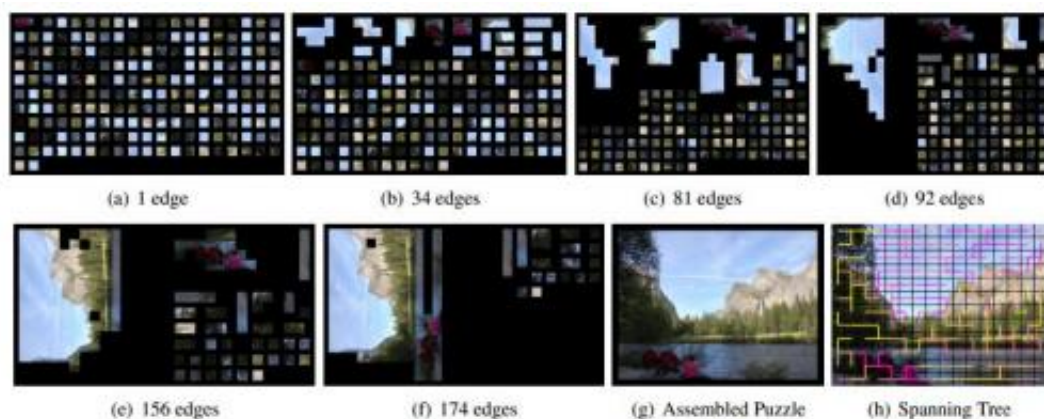 (a) 1 edge
(b) 34 edges
(c) 81 edges
(d) 92 edges
(e) 156 edges
(f) 174 edges
(g) Assembled Puzzle
(h) Spanning Tree